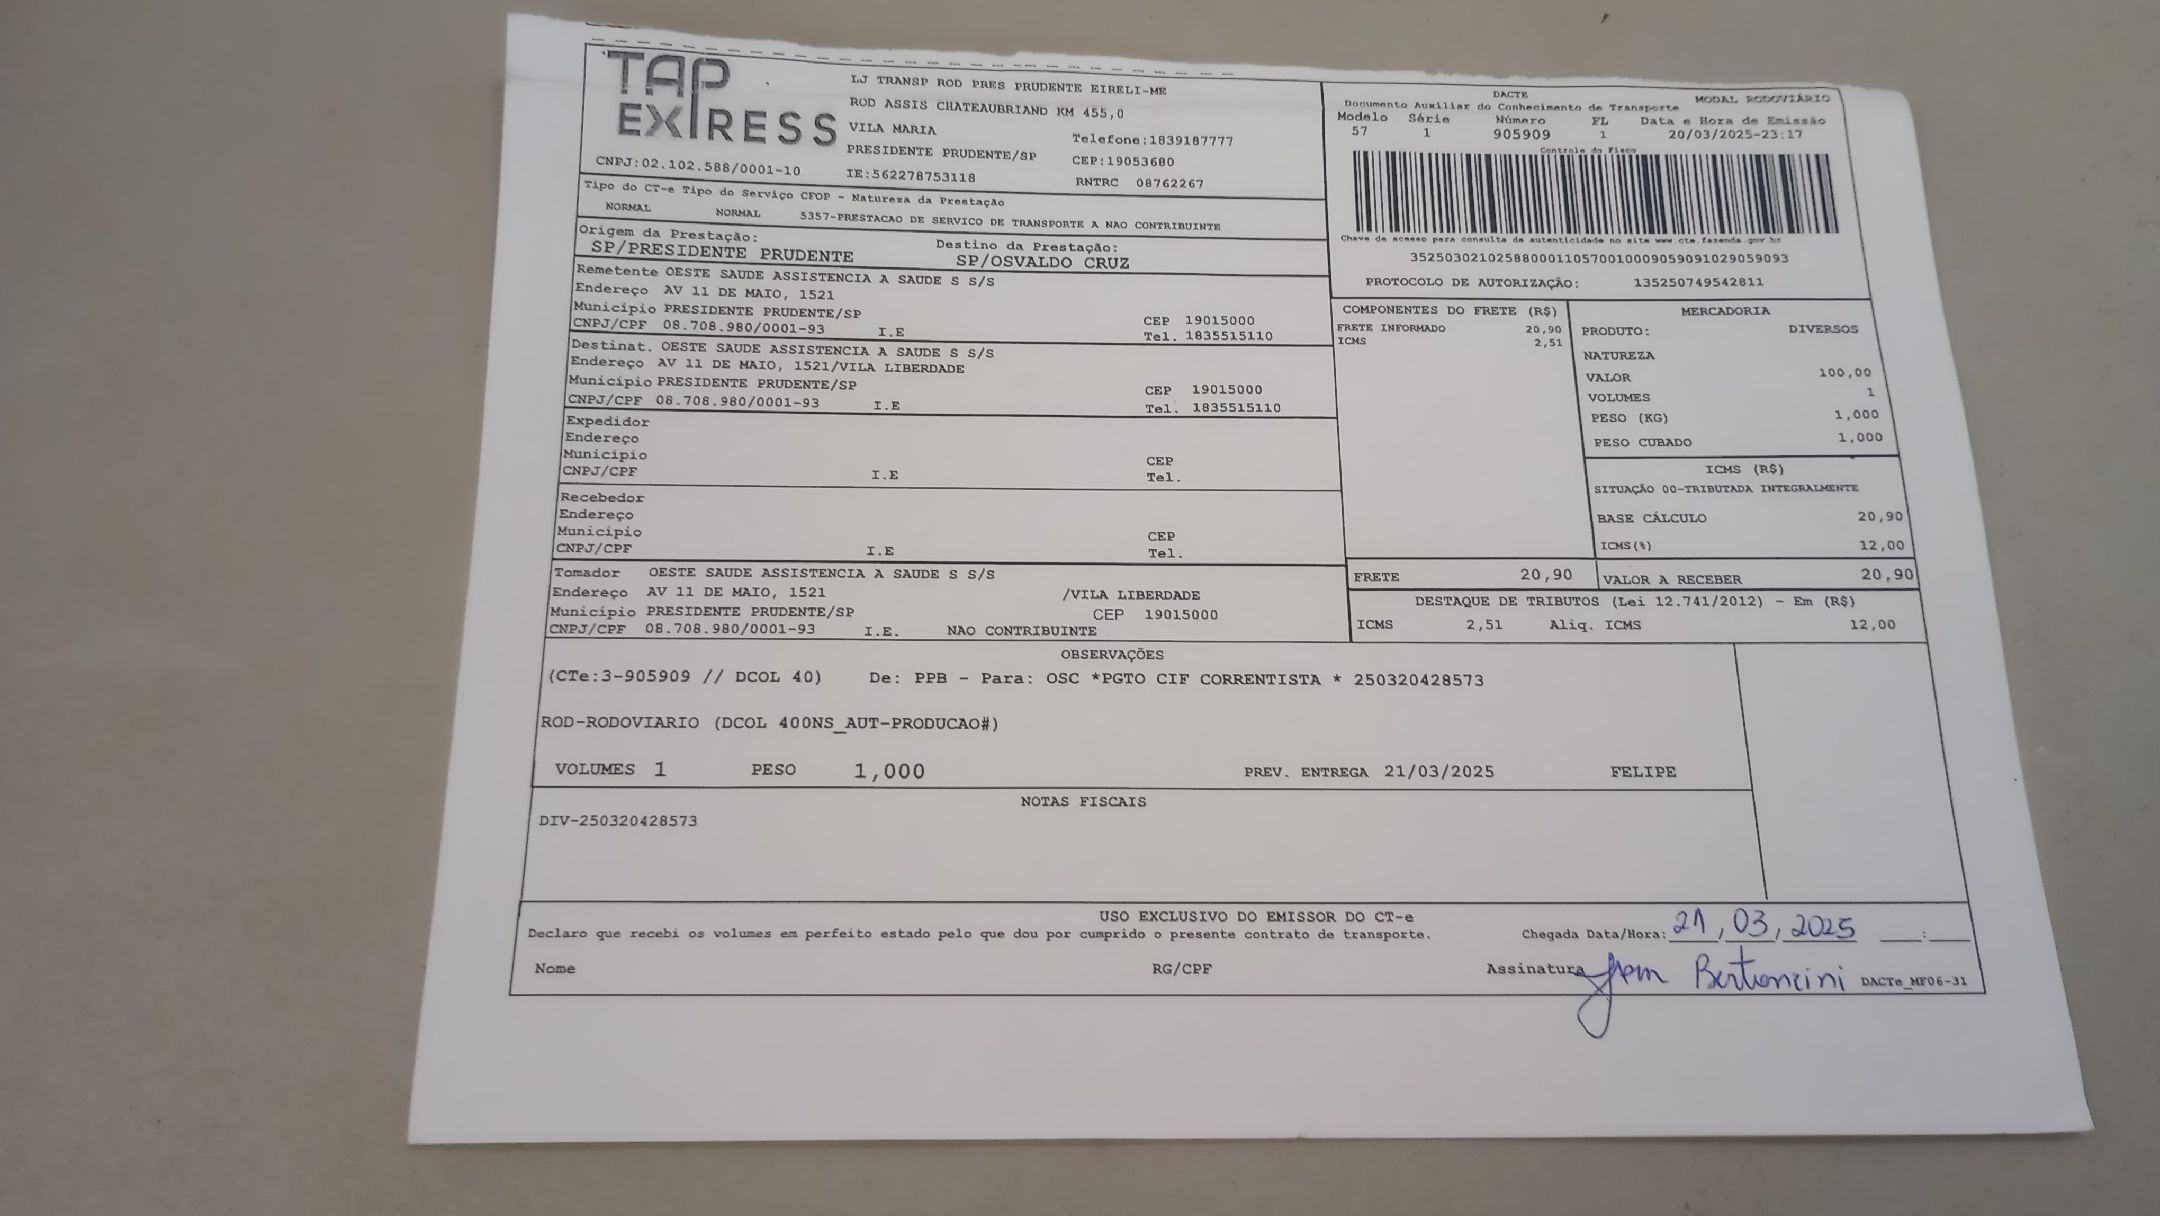 TAP EXPRESS
LJ TRANSP ROD PRES PRUDENTE EIRELI-ME
ROD ASSIS CHATEAUBRIAND KM 455,0
VILA MARIA Telefone:1839187777
PRESIDENTE PRUDENTE/SP CEP:19053680
CNPJ:02.102.588/0001-10 IE:562278753118 RNTRC 08762267
DACTE MODAL RODOVIÁRIO
Documento Auxiliar do Conhecimento de Transporte
Modelo Série Número FL Data e Hora de Emissão
57 1 905909 1 20/03/2025-23:17
Controle do Fisco
Chave de acesso para consulta de autenticidade no site www.cte.fazenda.gov.br
35250302102588000110570010009059091029059093
PROTOCOLO DE AUTORIZAÇÃO: 135250749542811
Tipo do CT-e Tipo do Serviço CFOP - Natureza da Prestação
NORMAL NORMAL 5357-PRESTACAO DE SERVICO DE TRANSPORTE A NAO CONTRIBUINTE
Origem da Prestação: Destino da Prestação:
SP/PRESIDENTE PRUDENTE SP/OSVALDO CRUZ
Remetente OESTE SAUDE ASSISTENCIA A SAUDE S S/S
Endereço AV 11 DE MAIO, 1521
Município PRESIDENTE PRUDENTE/SP CEP 19015000
CNPJ/CPF 08.708.980/0001-93 I.E Tel. 1835515110
Destinat. OESTE SAUDE ASSISTENCIA A SAUDE S S/S
Endereço AV 11 DE MAIO, 1521/VILA LIBERDADE
Município PRESIDENTE PRUDENTE/SP CEP 19015000
CNPJ/CPF 08.708.980/0001-93 I.E Tel. 1835515110
Expedidor
Endereço
Município CEP
CNPJ/CPF I.E Tel.
Recebedor
Endereço
Município CEP
CNPJ/CPF I.E Tel.
Tomador OESTE SAUDE ASSISTENCIA A SAUDE S S/S
Endereço AV 11 DE MAIO, 1521 /VILA LIBERDADE
Município PRESIDENTE PRUDENTE/SP CEP 19015000
CNPJ/CPF 08.708.980/0001-93 I.E. NAO CONTRIBUINTE
COMPONENTES DO FRETE (R$)
FRETE INFORMADO 20,90
ICMS 2,51
MERCADORIA
PRODUTO: DIVERSOS
NATUREZA
VALOR 100,00
VOLUMES 1
PESO (KG) 1,000
PESO CUBADO 1,000
ICMS (R$)
SITUAÇÃO 00-TRIBUTADA INTEGRALMENTE
BASE CÁLCULO 20,90
ICMS(%) 12,00
FRETE 20,90 VALOR A RECEBER 20,90
DESTAQUE DE TRIBUTOS (Lei 12.741/2012) - Em (R$)
ICMS 2,51 Aliq. ICMS 12,00
OBSERVAÇÕES
(CTe:3-905909 // DCOL 40) De: PPB - Para: OSC *PGTO CIF CORRENTISTA * 250320428573
ROD-RODOVIARIO (DCOL 400NS_AUT-PRODUCAO#)
VOLUMES 1 PESO 1,000 PREV. ENTREGA 21/03/2025 FELIPE
NOTAS FISCAIS
DIV-250320428573
USO EXCLUSIVO DO EMISSOR DO CT-e
Declaro que recebi os volumes em perfeito estado pelo que dou por cumprido o presente contrato de transporte. Chegada Data/Hora: 21, 03, 2025 ___:___
Nome RG/CPF Assinatura Bertoncini DACTe_MF06-31